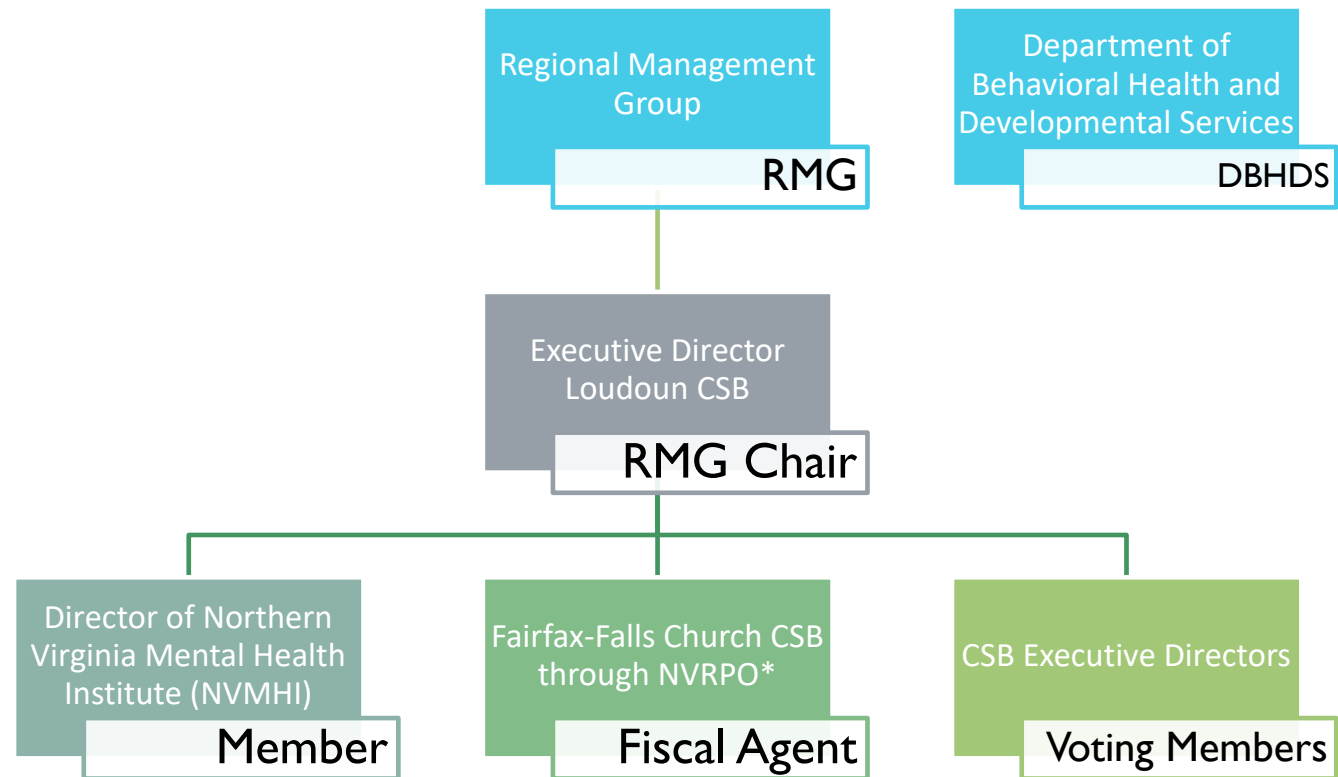 Regional Management
Group
RMG
Department of
Behavioral Health and
Developmental Services
DBHDS
Executive Director
Loudoun CSB
RMG Chair
Director of Northern
Virginia Mental Health
Institute (NVMHI)
Member
Fairfax-Falls Church CSB
through NVRPO*
Fiscal Agent
CSB Executive Directors
Voting Members